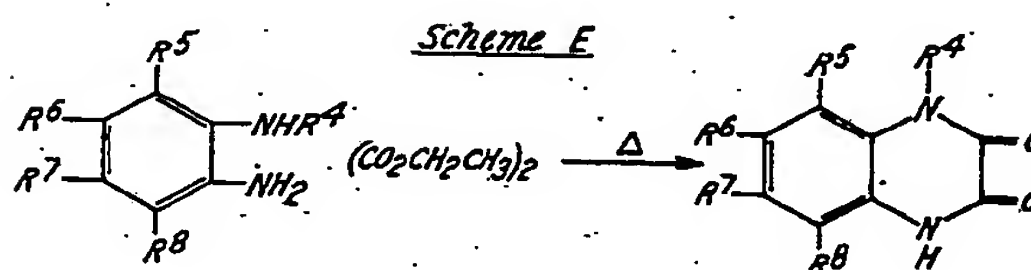 Scheme E
R⁵
R⁶
NHR⁴
R⁷
NH₂
R⁸
(CO₂CH₂CH₃)₂
Δ
R⁵
R⁴
R⁶
N
R⁷
N
H
R⁸